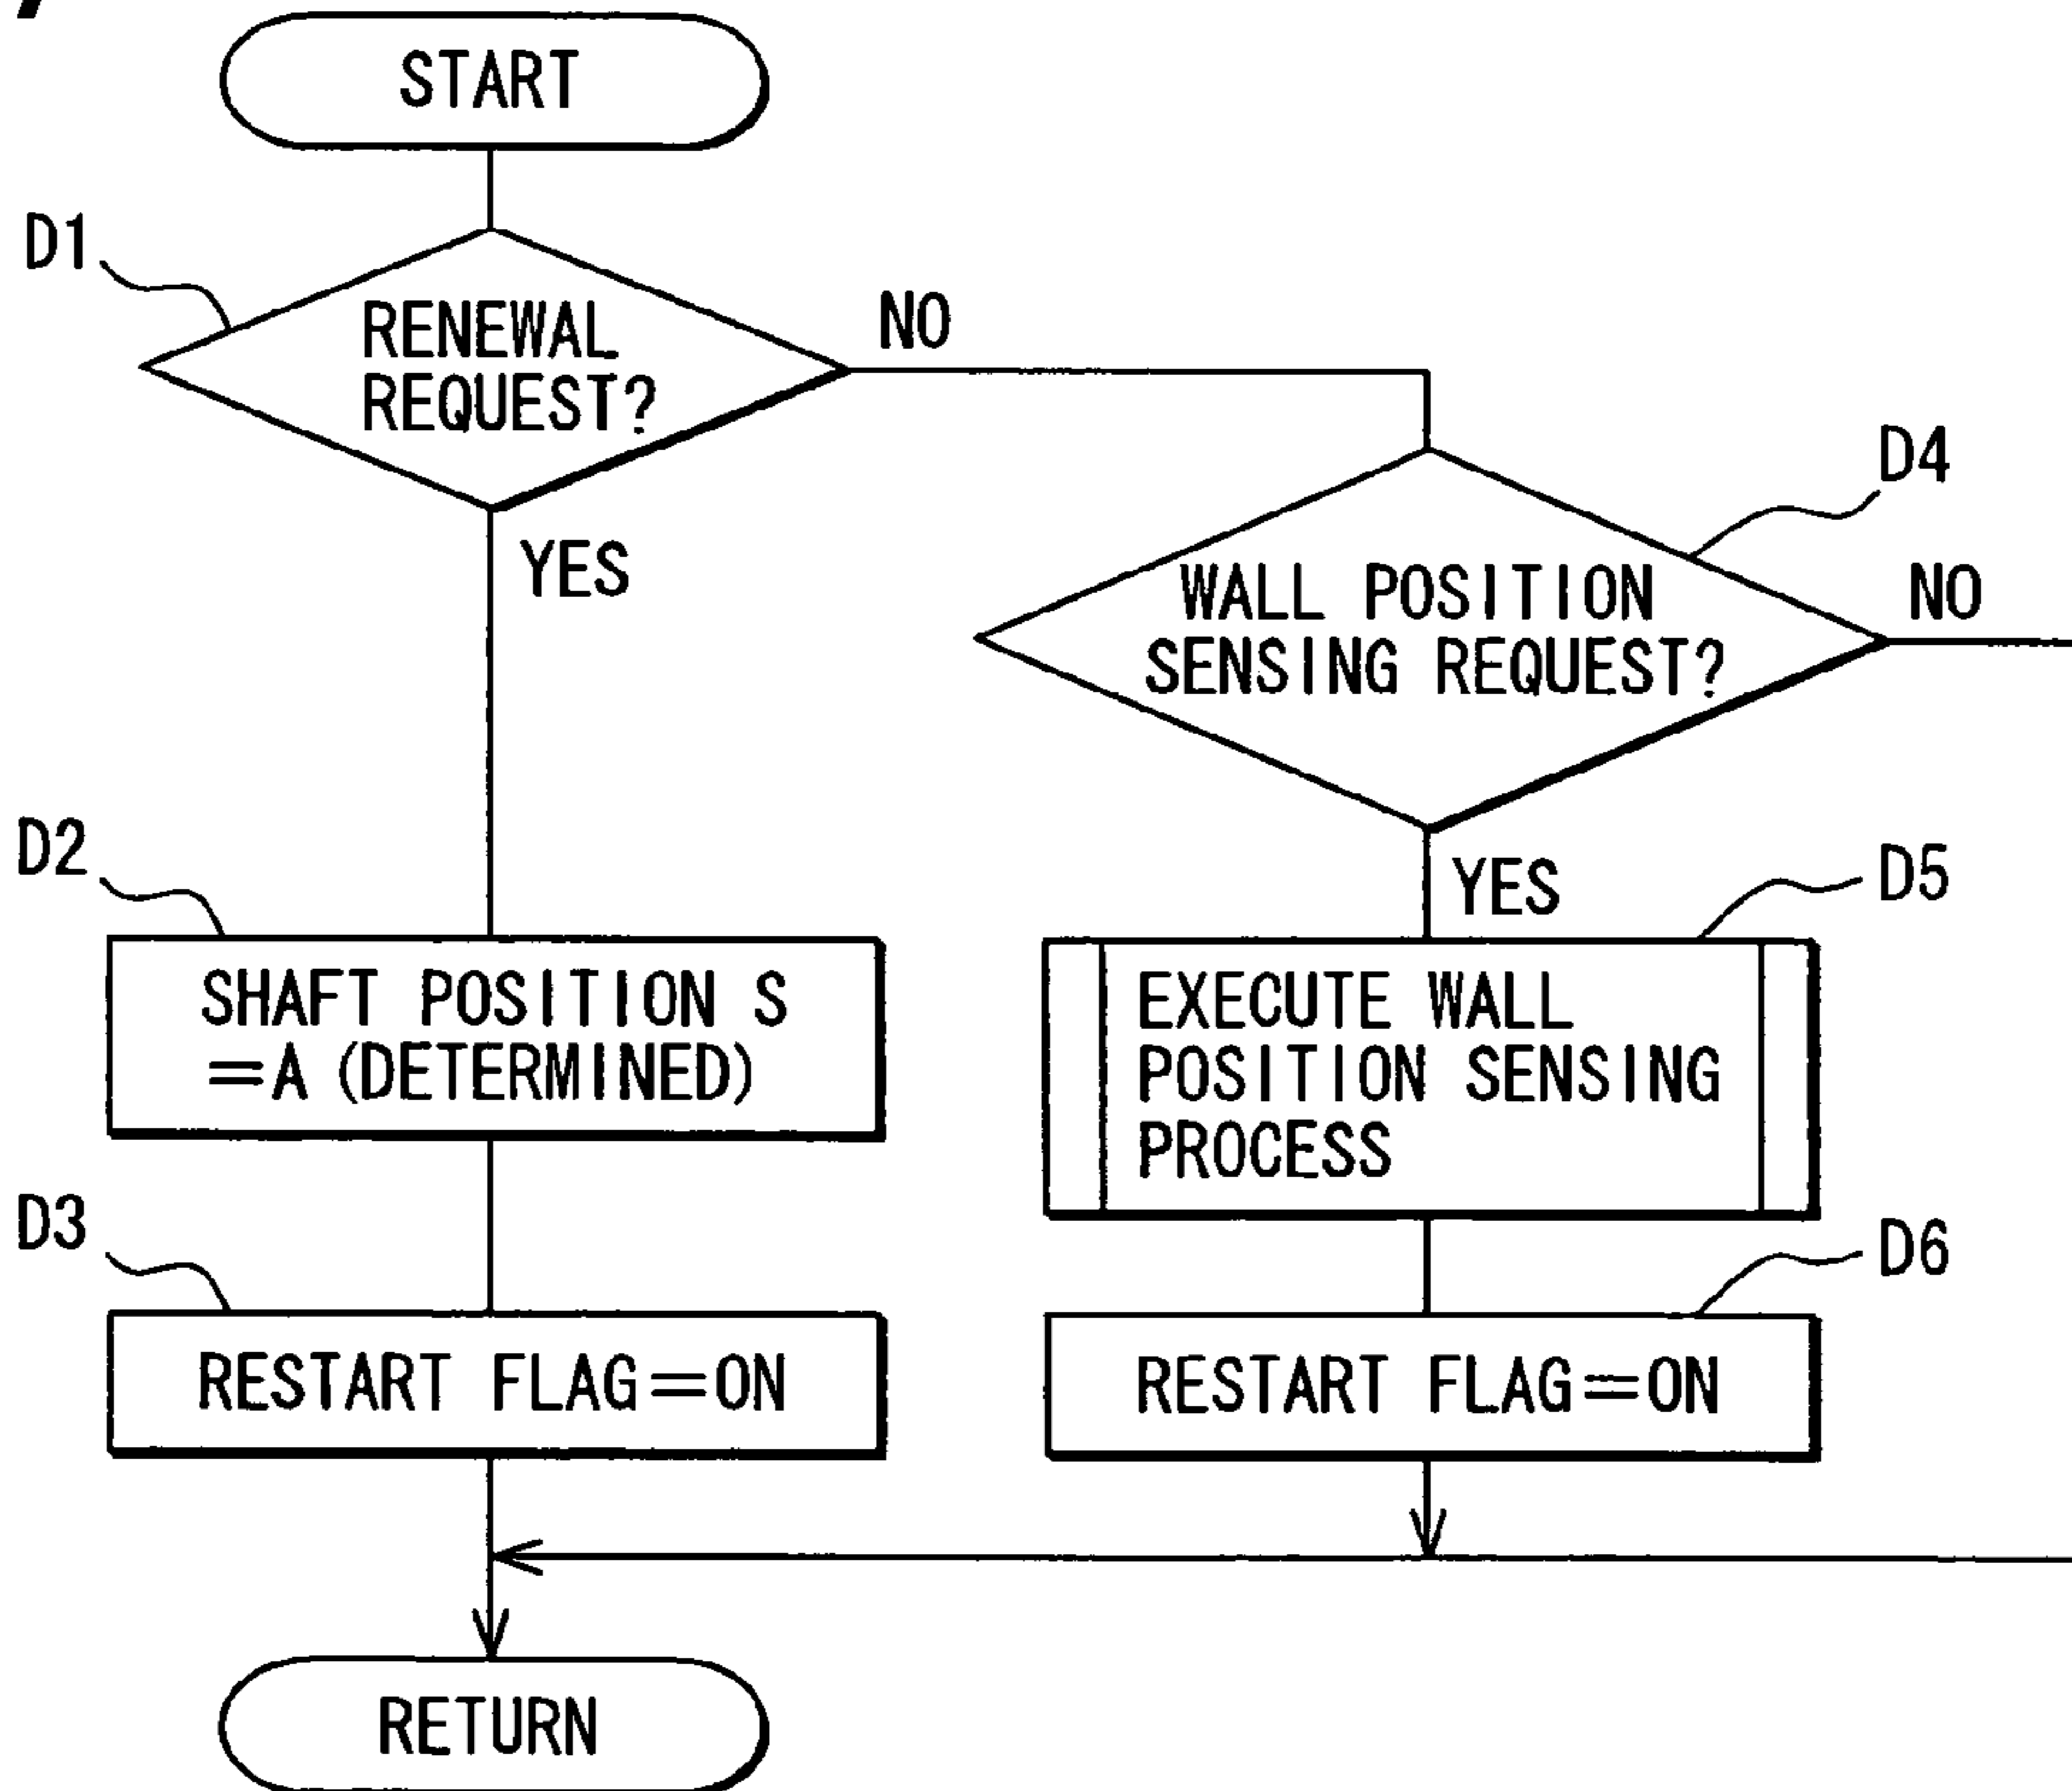 START
D1
RENEWAL
REQUEST?
NO
YES
D4
WALL POSITION
SENSING REQUEST?
NO
YES
D2
SHAFT POSITION S
=A (DETERMINED)
D5
EXECUTE WALL
POSITION SENSING
PROCESS
D3
RESTART FLAG=ON
D6
RESTART FLAG=ON
RETURN